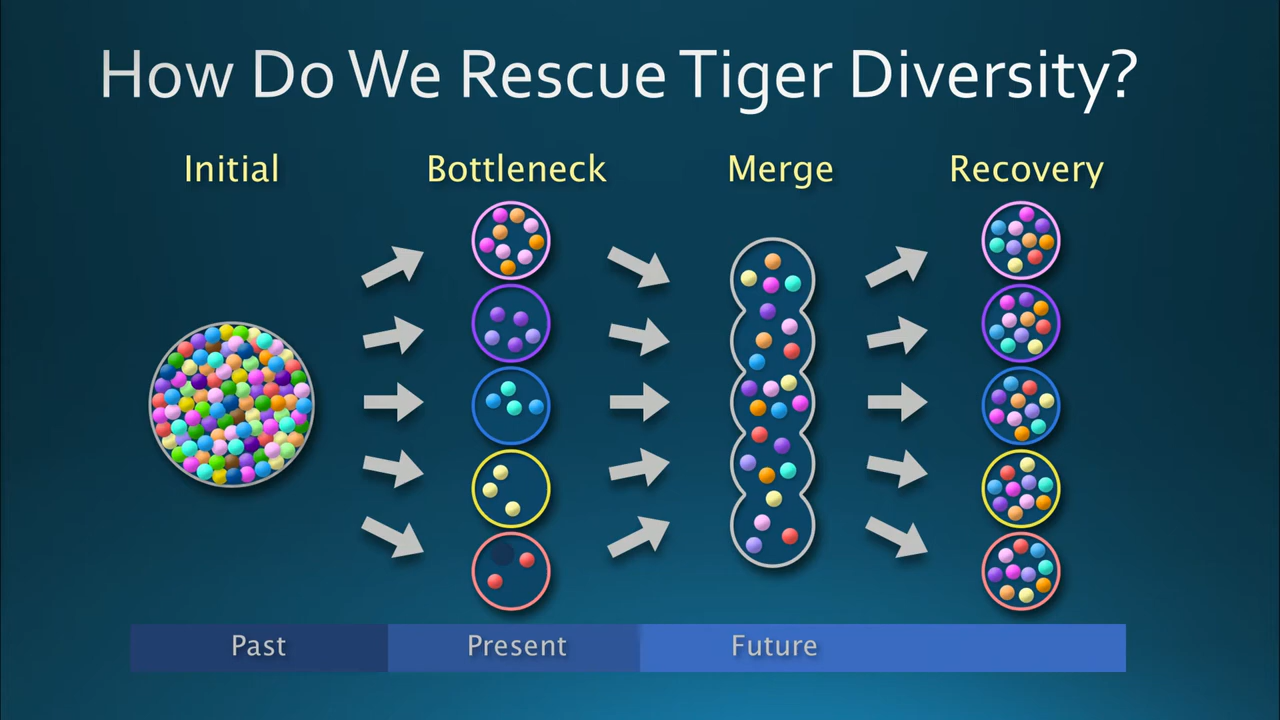 How Do We Rescue Tiger Diversity?
Initial
Bottleneck
Merge
Recovery
Past
Present
Future